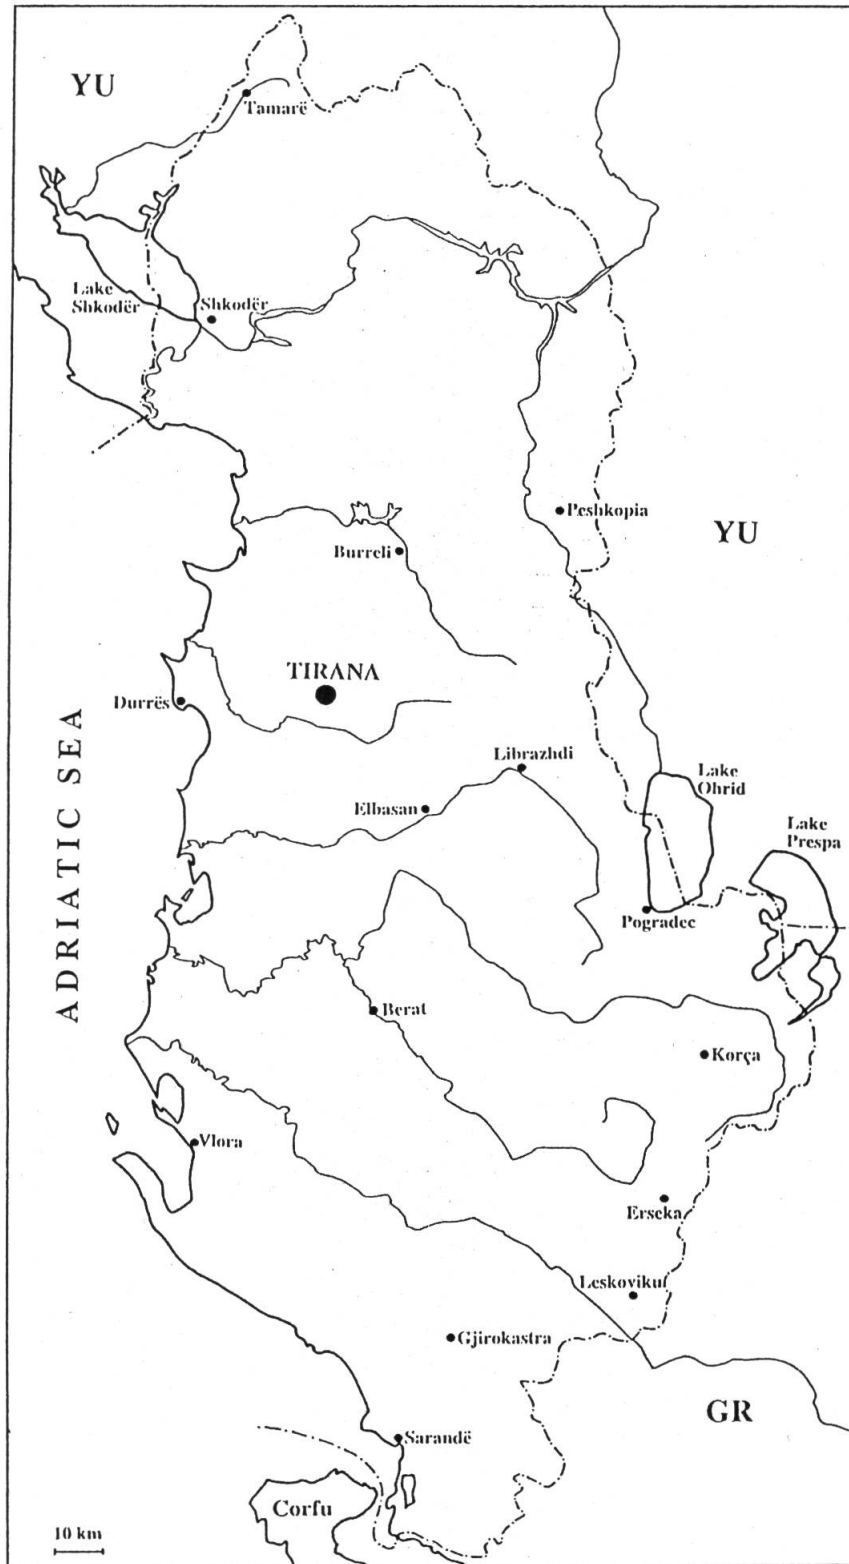 YU
Tamarë
Lake
Shkodër
Shkodër
Peshkopia
YU
Burreli
TIRANA
Durrës
ADRIATIC SEA
Librazhdi
Lake
Ohrid
Elbasan
Lake
Prespa
Pogradec
Berat
Korça
Vlora
Erseka
Leskoviku
Gjirokastra
GR
Sarandë
Corfu
10 km